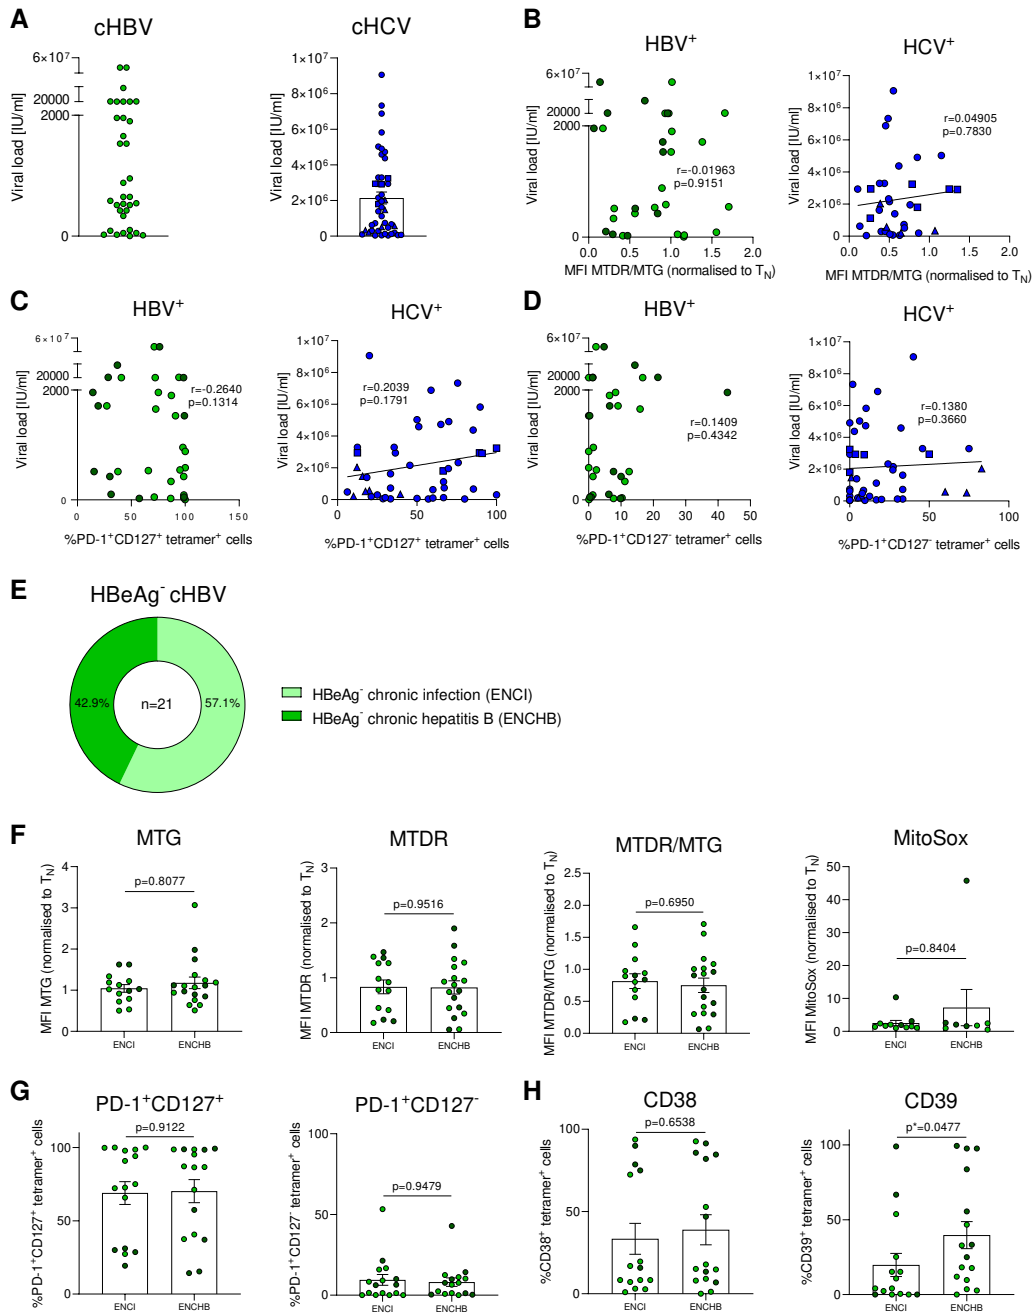 A
cHBV
Viral load [IU/ml]
6×10⁷
20000
2000
0
cHCV
Viral load [IU/ml]
1×10⁷
8×10⁶
6×10⁶
4×10⁶
2×10⁶
0
B
HBV⁺
Viral load [IU/ml]
6×10⁷
20000
2000
0
r=-0.01963
p=0.9151
0.0 0.5 1.0 1.5 2.0
MFI MTDR/MTG (normalised to T_N)
HCV⁺
Viral load [IU/ml]
1×10⁷
8×10⁶
6×10⁶
4×10⁶
2×10⁶
0
r=0.04905
p=0.7830
0.0 0.5 1.0 1.5 2.0
MFI MTDR/MTG (normalised to T_N)
C
HBV⁺
Viral load [IU/ml]
6×10⁷
20000
2000
0
r=-0.2640
p=0.1314
0 50 100 150
%PD-1⁺CD127⁺ tetramer⁺ cells
HCV⁺
Viral load [IU/ml]
1×10⁷
8×10⁶
6×10⁶
4×10⁶
2×10⁶
0
r=0.2039
p=0.1791
0 50 100
%PD-1⁺CD127⁺ tetramer⁺ cells
D
HBV⁺
Viral load [IU/ml]
6×10⁷
20000
2000
0
r=0.1409
p=0.4342
0 10 20 30 40 50
%PD-1⁺CD127⁻ tetramer⁺ cells
HCV⁺
Viral load [IU/ml]
1×10⁷
8×10⁶
6×10⁶
4×10⁶
2×10⁶
0
r=0.1380
p=0.3660
0 50 100
%PD-1⁺CD127⁻ tetramer⁺ cells
E
HBeAg⁻ cHBV
42.9%
n=21
57.1%
HBeAg⁻ chronic infection (ENCI)
HBeAg⁻ chronic hepatitis B (ENCHB)
F
MTG
MFI MTG (normalised to T_N)
4
3
2
1
0
p=0.8077
ENCI ENCHB
MTDR
MFI MTDR (normalised to T_N)
3
2
1
0
p=0.9516
ENCI ENCHB
MTDR/MTG
MFI MTDR/MTG (normalised to T_N)
2.5
2.0
1.5
1.0
0.5
0.0
p=0.6950
ENCI ENCHB
MitoSox
MFI MitoSox (normalised to T_N)
50
40
30
20
10
0
p=0.8404
ENCI ENCHB
G
PD-1⁺CD127⁺
%PD-1⁺CD127⁺ tetramer⁺ cells
100
50
0
p=0.9122
ENCI ENCHB
PD-1⁺CD127⁻
%PD-1⁺CD127⁻ tetramer⁺ cells
100
50
0
p=0.9479
ENCI ENCHB
H
CD38
%CD38⁺ tetramer⁺ cells
100
50
0
p=0.6538
ENCI ENCHB
CD39
%CD39⁺ tetramer⁺ cells
100
50
0
p*=0.0477
ENCI ENCHB